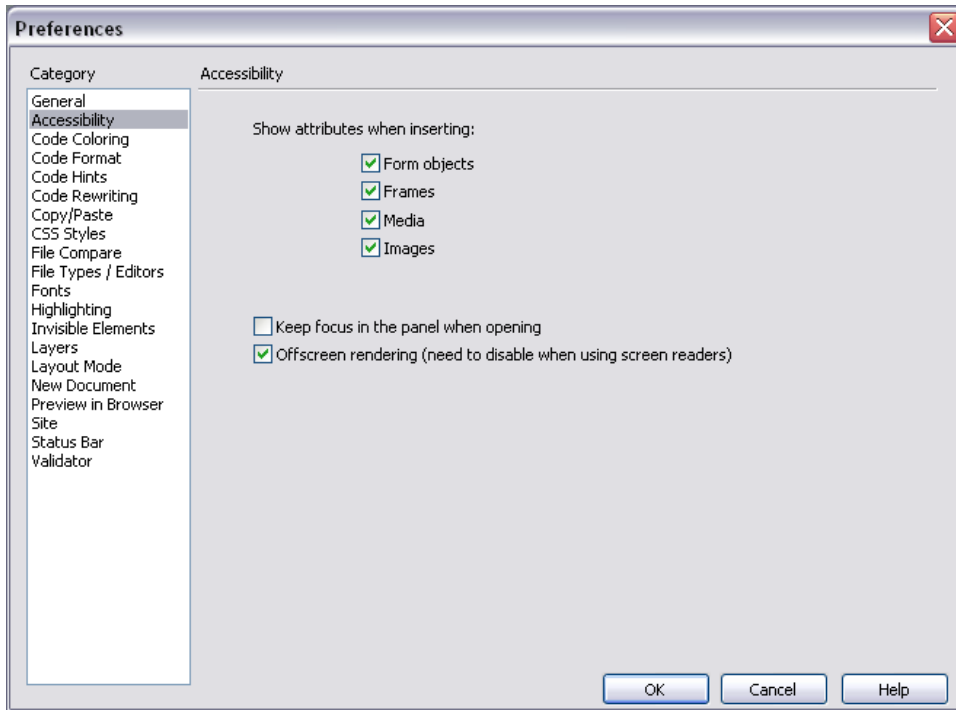 Preferences
Category
General
Accessibility
Code Coloring
Code Format
Code Hints
Code Rewriting
Copy/Paste
CSS Styles
File Compare
File Types / Editors
Fonts
Highlighting
Invisible Elements
Layers
Layout Mode
New Document
Preview in Browser
Site
Status Bar
Validator
Accessibility
Show attributes when inserting:
Form objects
Frames
Media
Images
Keep focus in the panel when opening
Offscreen rendering (need to disable when using screen readers)
OK
Cancel
Help